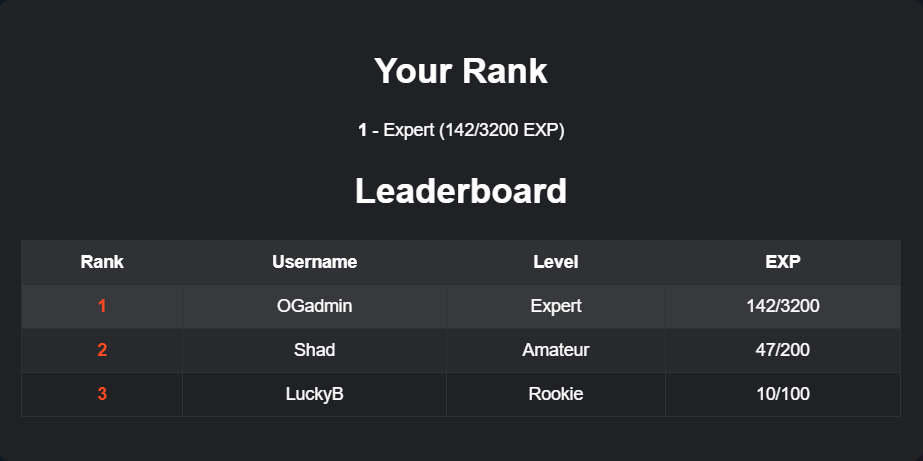 Your Rank
1 - Expert (142/3200 EXP)
Leaderboard
Rank Username Level EXP
1 OGadmin Expert 142/3200
2 Shad Amateur 47/200
3 LuckyB Rookie 10/100